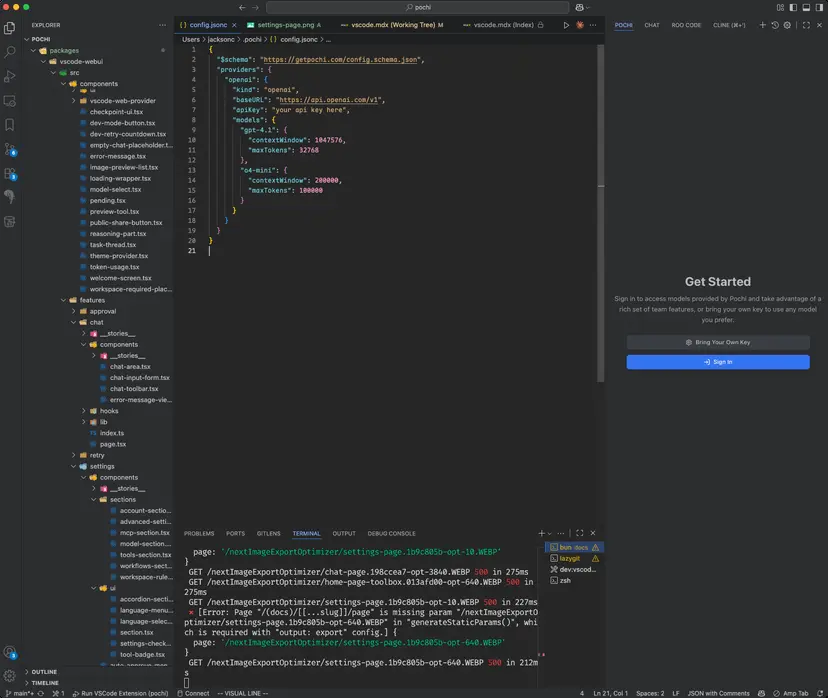 pochi
EXPLORER
POCHI
packages
vscode-webui
src
components
ui
vscode-web-provider
checkpoint-ui.tsx
dev-mode-button.tsx
dev-retry-countdown.tsx
empty-chat-placeholder.t...
error-message.tsx
image-preview-list.tsx
loading-wrapper.tsx
model-select.tsx
pending.tsx
preview-tool.tsx
public-share-button.tsx
reasoning-part.tsx
task-thread.tsx
theme-provider.tsx
token-usage.tsx
welcome-screen.tsx
workspace-required-plac...
features
approval
chat
__stories__
components
__stories__
chat-area.tsx
chat-input-form.tsx
chat-toolbar.tsx
error-message-vie...
hooks
lib
index.ts
page.tsx
retry
settings
components
__stories__
sections
account-sectio...
advanced-setti...
mcp-section.tsx
model-section....
tools-section.tsx
workflows-sect...
workspace-rule...
ui
accordion-secti...
language-menu...
language-selec...
section.tsx
settings-check...
tool-badge.tsx
OUTLINE
TIMELINE
config.jsonc
settings-page.png A
vscode.mdx (Working Tree) M
vscode.mdx (Index)
Users > jacksonc > .pochi > {} config.jsonc > ...
1 {
2 "$schema": "https://getpochi.com/config.schema.json",
3 "providers": {
4 "openai": {
5 "kind": "openai",
6 "baseURL": "https://api.openai.com/v1",
7 "apiKey": "your api key here",
8 "models": {
9 "gpt-4.1": {
10 "contextWindow": 1047576,
11 "maxTokens": 32768
12 },
13 "o4-mini": {
14 "contextWindow": 200000,
15 "maxTokens": 100000
16 }
17 }
18 }
19 }
20 }
21
PROBLEMS PORTS GITLENS TERMINAL OUTPUT DEBUG CONSOLE
page: '/nextImageExportOptimizer/settings-page.1b9c805b-opt-10.WEBP'
}
GET /nextImageExportOptimizer/chat-page.198ccea7-opt-3840.WEBP 500 in 275ms
GET /nextImageExportOptimizer/home-page-toolbox.013afd00-opt-640.WEBP 500 in
275ms
GET /nextImageExportOptimizer/settings-page.1b9c805b-opt-10.WEBP 500 in 227ms
⨯ [Error: Page "/(docs)/[[...slug]]/page" is missing param "/nextImageExportO
ptimizer/settings-page.1b9c805b-opt-640.WEBP" in "generateStaticParams()", whi
ch is required with "output: export" config.] {
page: '/nextImageExportOptimizer/settings-page.1b9c805b-opt-640.WEBP'
}
GET /nextImageExportOptimizer/settings-page.1b9c805b-opt-640.WEBP 500 in 212m
s
bun docs
lazygit
dev:vscod...
zsh
POCHI CHAT ROO CODE CLINE (⌘+')
Get Started
Sign in to access models provided by Pochi and take advantage of a
rich set of team features, or bring your own key to use any model
you prefer.
Bring Your Own Key
Sign In
main* 1 Run VSCode Extension (pochi) Connect -- VISUAL LINE -- 4 Ln 21, Col 1 Spaces: 2 LF JSON with Comments Amp Tab